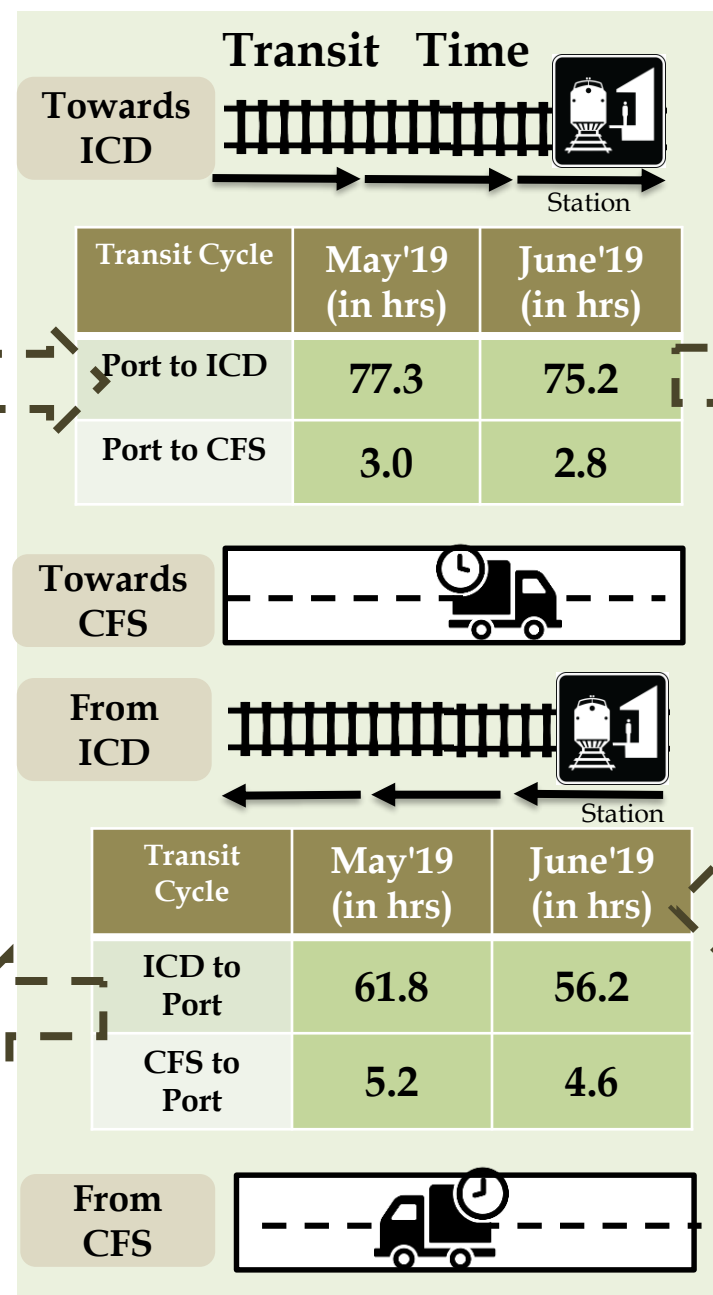 Transit Time
Towards
ICD
Station
Transit Cycle May'19 June'19
(in hrs) (in hrs)
Port to ICD 77.3 75.2
Port to CFS 3.0 2.8
Towards
CFS
From
ICD
Station
Transit May'19 June'19
Cycle (in hrs) (in hrs)
ICD to
Port 61.8 56.2
CFS to
Port 5.2 4.6
From
CFS